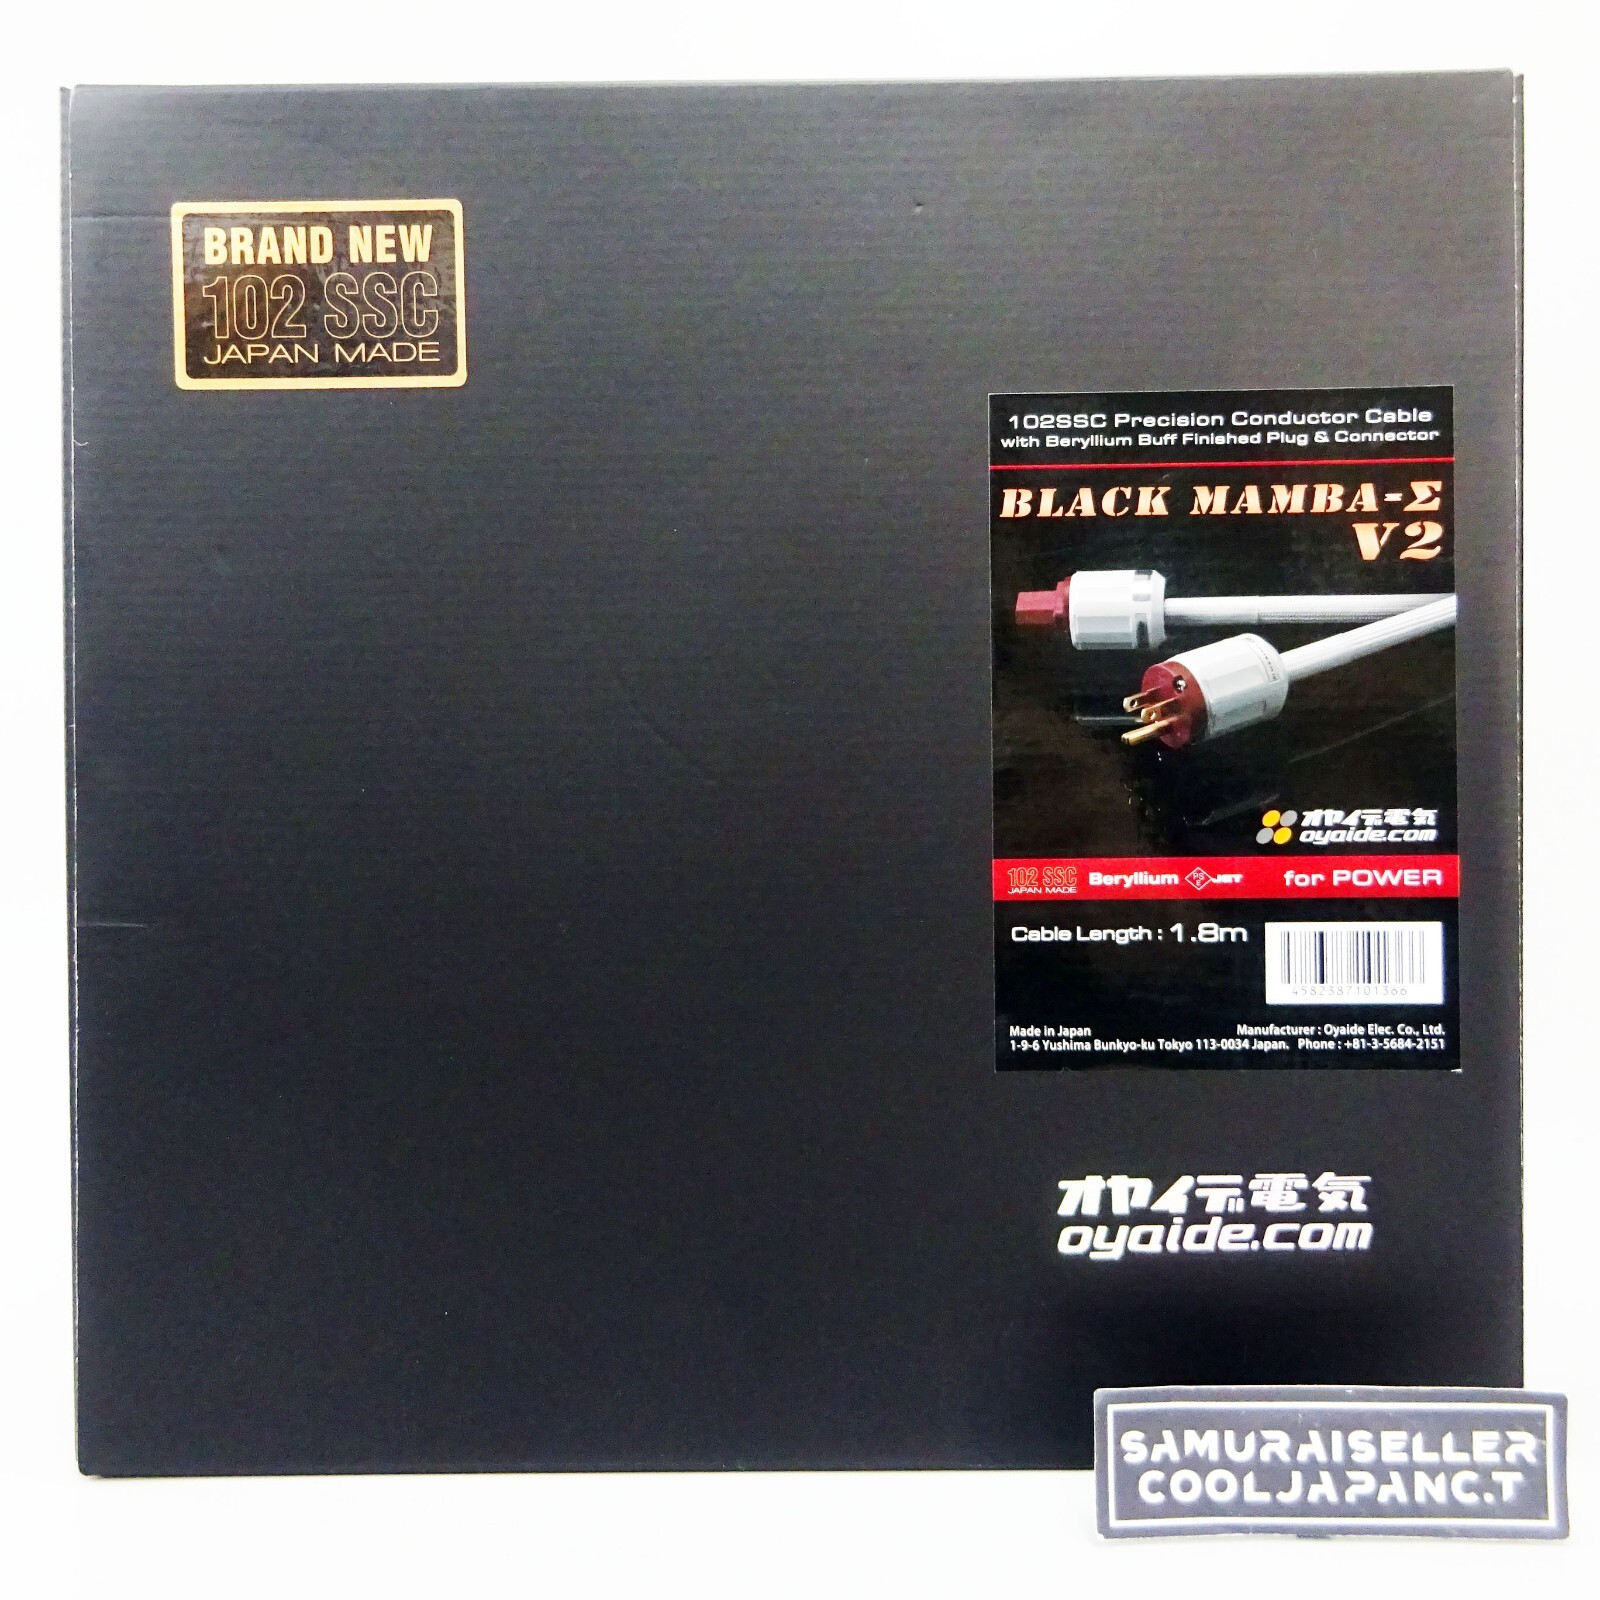 BRAND NEW
102 SSC
JAPAN MADE
102SSC Precision Conductor Cable
with Beryllium Buff Finished Plug & Connector
BLACK MAMBA-Σ
V2
オヤイデ電気
oyaide.com
102 SSC
JAPAN MADE
Beryllium
PS
E
JET
for POWER
Cable Length : 1.8m
4582387101366
Made in Japan
Manufacturer : Oyaide Elec. Co., Ltd.
1-9-6 Yushima Bunkyo-ku Tokyo 113-0034 Japan. Phone : +81-3-5684-2151
オヤイデ電気
oyaide.com
SAMURAISELLER
COOLJAPANC.T